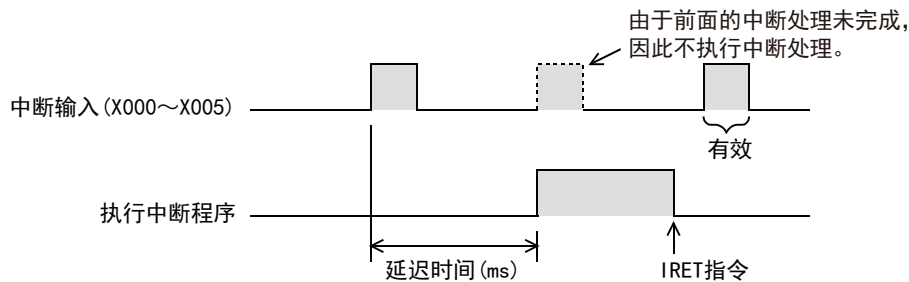 由于前面的中断处理未完成，
因此不执行中断处理。
中断输入(X000～X005)
有效
执行中断程序
延迟时间(ms)
IRET指令